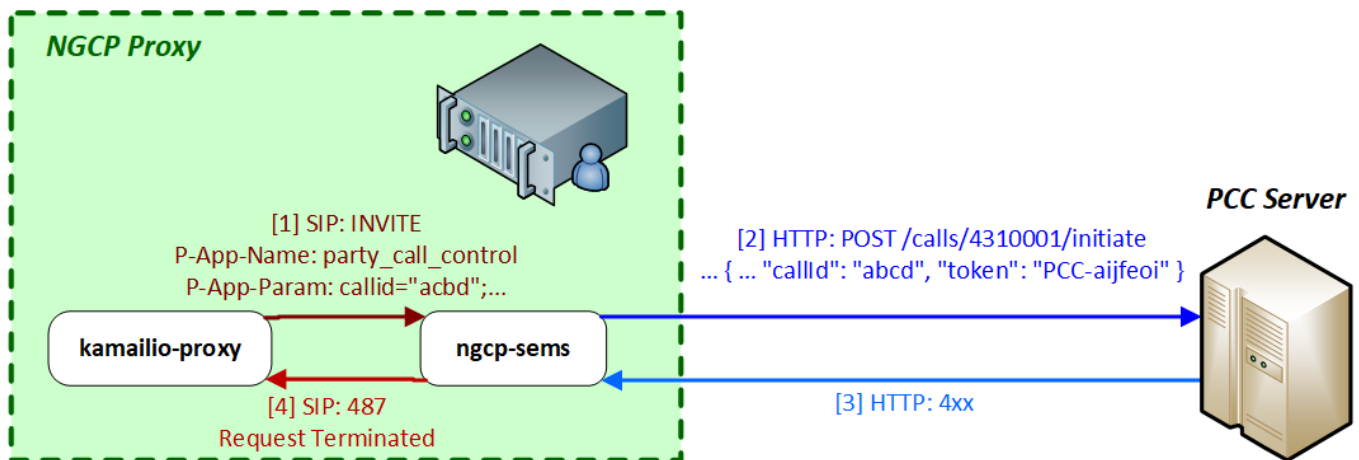 NGCP Proxy
[1] SIP: INVITE
P-App-Name: party_call_control
P-App-Param: callid="acbd";...
kamailio-proxy
ngcp-sems
[4] SIP: 487
Request Terminated
[2] HTTP: POST /calls/4310001/initiate
... { ... "callId": "abcd", "token": "PCC-aijfeoi" }
[3] HTTP: 4xx
PCC Server